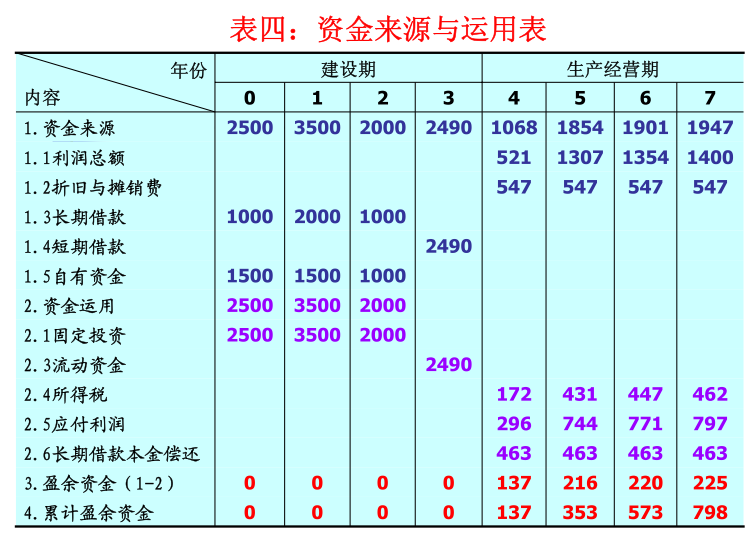 表四：资金来源与运用表
年份 建设期 生产经营期
内容 0 1 2 3 4 5 6 7
1.资金来源 2500 3500 2000 2490 1068 1854 1901 1947
1.1利润总额 521 1307 1354 1400
1.2折旧与摊销费 547 547 547 547
1.3长期借款 1000 2000 1000
1.4短期借款 2490
1.5自有资金 1500 1500 1000
2.资金运用 2500 3500 2000
2.1固定投资 2500 3500 2000
2.3流动资金 2490
2.4所得税 172 431 447 462
2.5应付利润 296 744 771 797
2.6长期借款本金偿还 463 463 463 463
3.盈余资金（1-2） 0 0 0 0 137 216 220 225
4.累计盈余资金 0 0 0 0 137 353 573 798